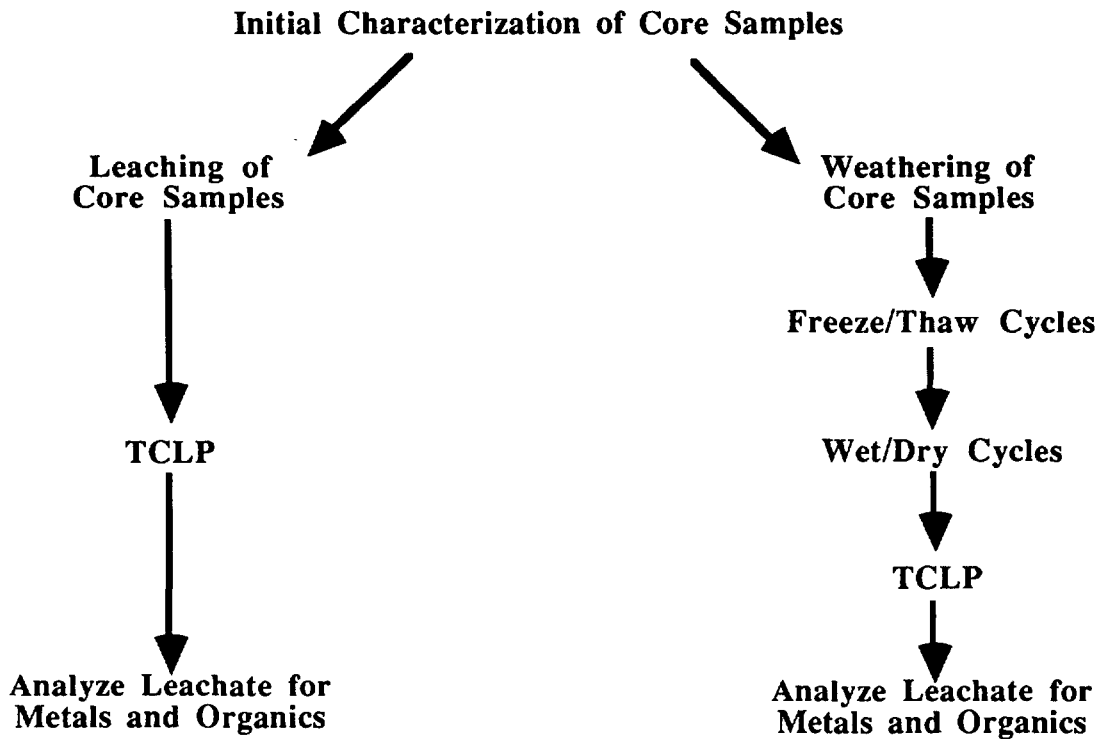 Initial Characterization of Core Samples
Leaching of
Core Samples
TCLP
Analyze Leachate for
Metals and Organics
Weathering of
Core Samples
Freeze/Thaw Cycles
Wet/Dry Cycles
TCLP
Analyze Leachate for
Metals and Organics